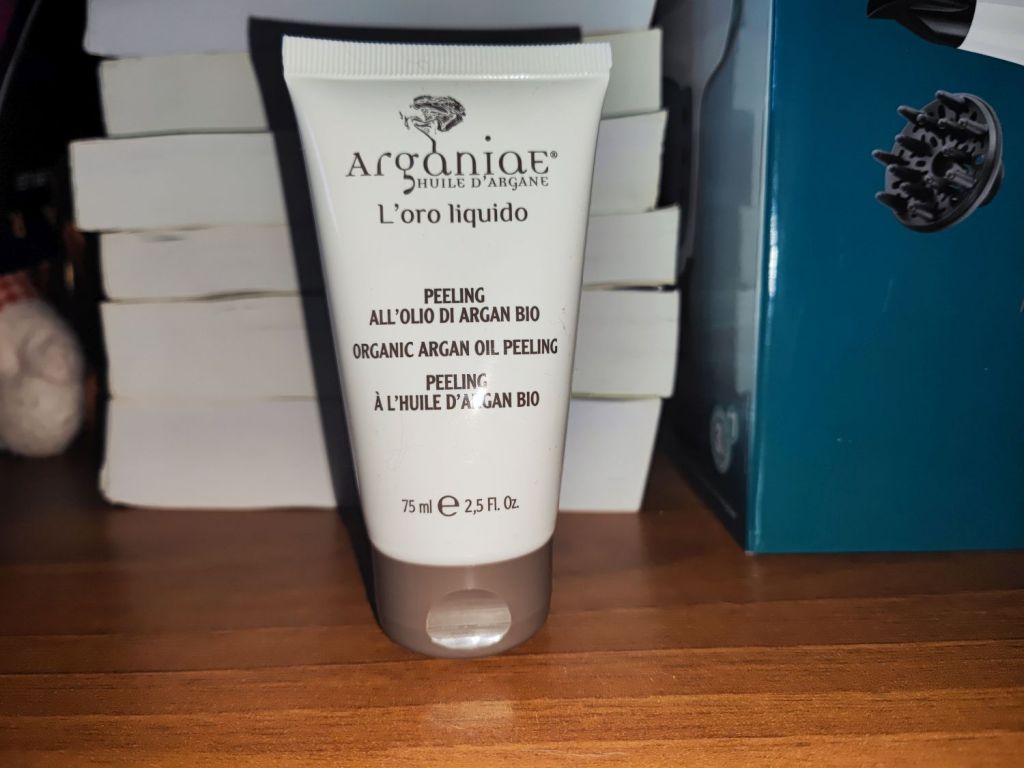 ArganiaE®
HUILE D'ARGANE
L'oro liquido
PEELING
ALL'OLIO DI ARGAN BIO
ORGANIC ARGAN OIL PEELING
PEELING
À L'HUILE D'ARGAN BIO
75 ml ℮ 2,5 Fl. Oz.